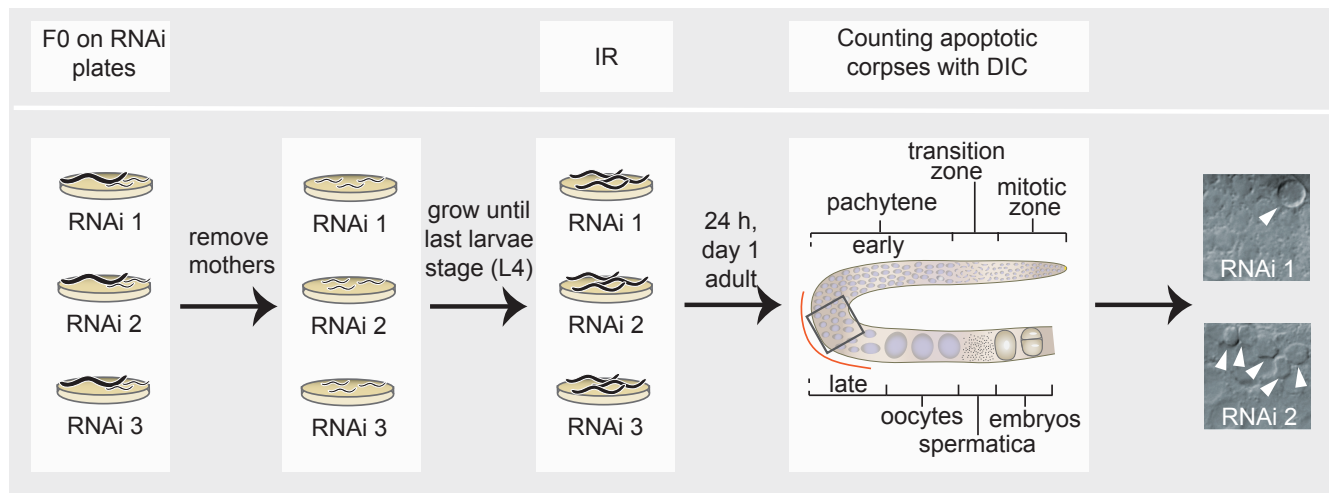 F0 on RNAi
plates
IR
Counting apoptotic
corpses with DIC
RNAi 1
RNAi 2
RNAi 3
remove
mothers
RNAi 1
RNAi 2
RNAi 3
grow until
last larvae
stage (L4)
RNAi 1
RNAi 2
RNAi 3
24 h,
day 1
adult
transition
zone
mitotic
zone
pachytene
early
late
oocytes
embryos
spermatica
RNAi 1
RNAi 2